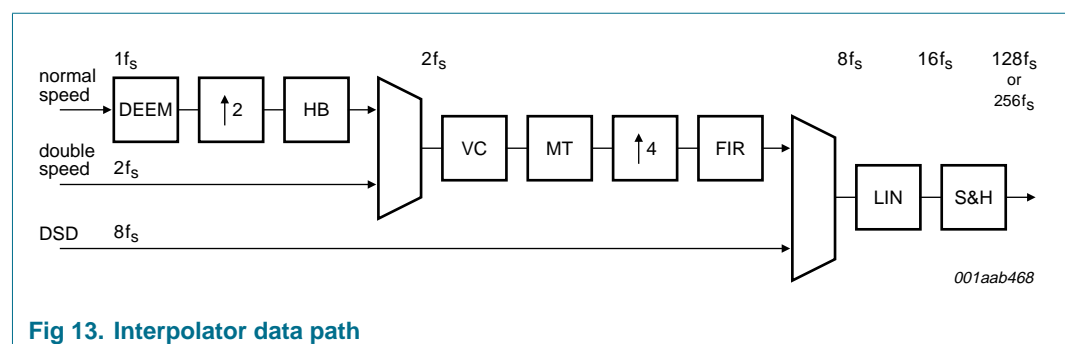 1fs 2fs 8fs 16fs 128fs
or
256fs
normal
speed
DEEM ↑2 HB
VC MT ↑4 FIR
double
speed 2fs
LIN S&H
DSD 8fs
001aab468
Fig 13. Interpolator data path